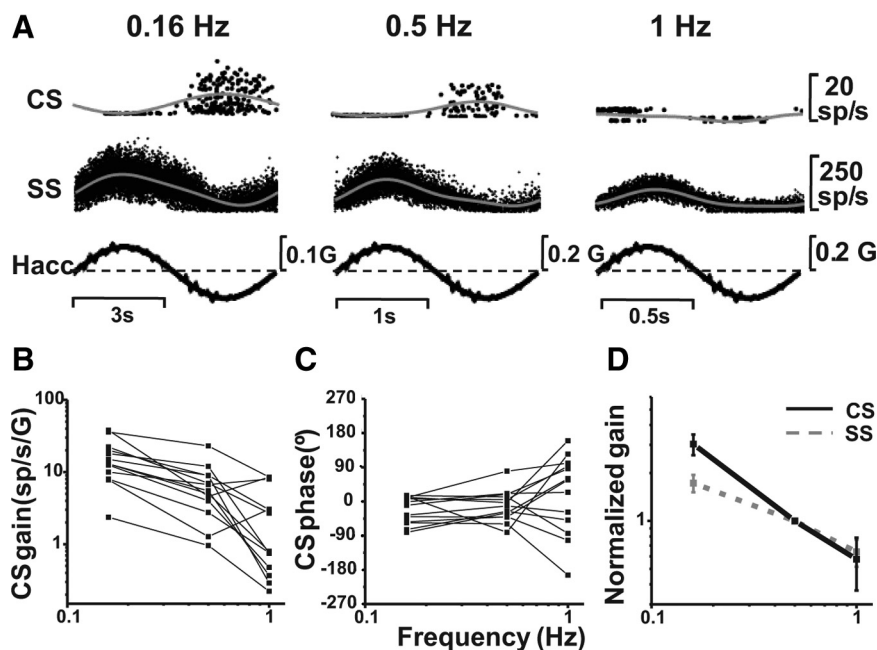 A
0.16 Hz
0.5 Hz
1 Hz
CS
20
sp/s
SS
250
sp/s
Hacc
0.1G
0.2 G
0.2 G
3s
1s
0.5s
B
C
D
CS gain(sp/s/G)
100
10
1
0.1
1
CS phase(º)
270
180
90
0
-90
-180
-270
0.1
1
Frequency (Hz)
Normalized gain
1
0.1
1
CS
SS